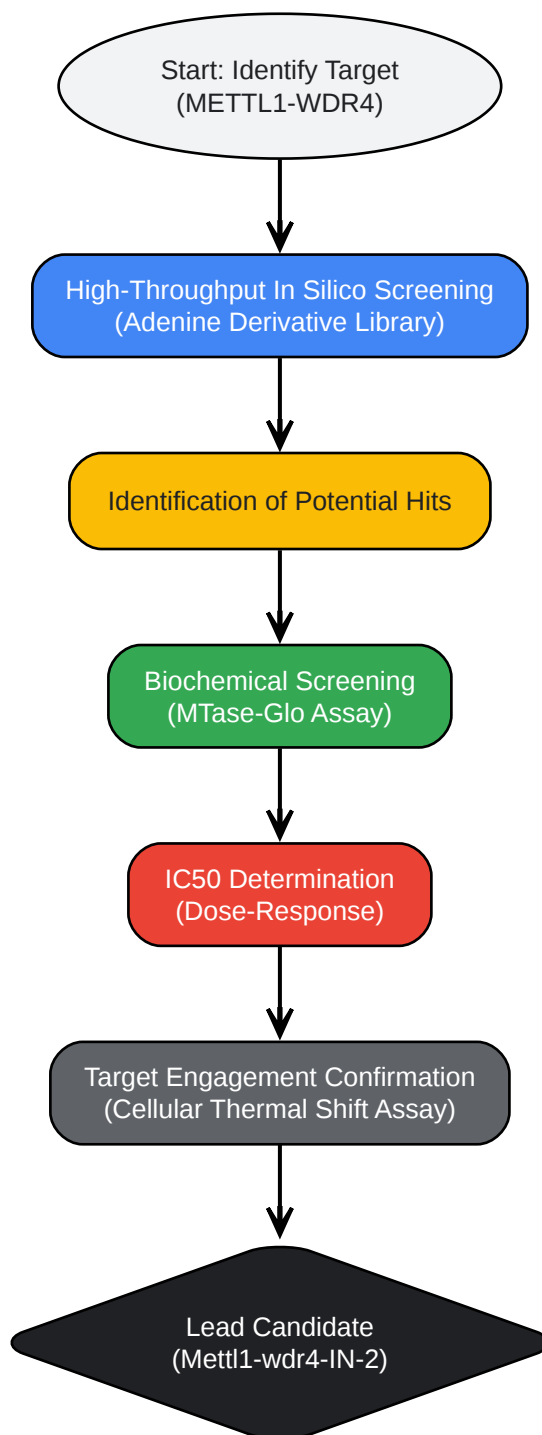 Start: Identify Target
(METTL1-WDR4)
High-Throughput In Silico Screening
(Adenine Derivative Library)
Identification of Potential Hits
Biochemical Screening
(MTase-Glo Assay)
IC50 Determination
(Dose-Response)
Target Engagement Confirmation
(Cellular Thermal Shift Assay)
Lead Candidate
(Mettl1-wdr4-IN-2)